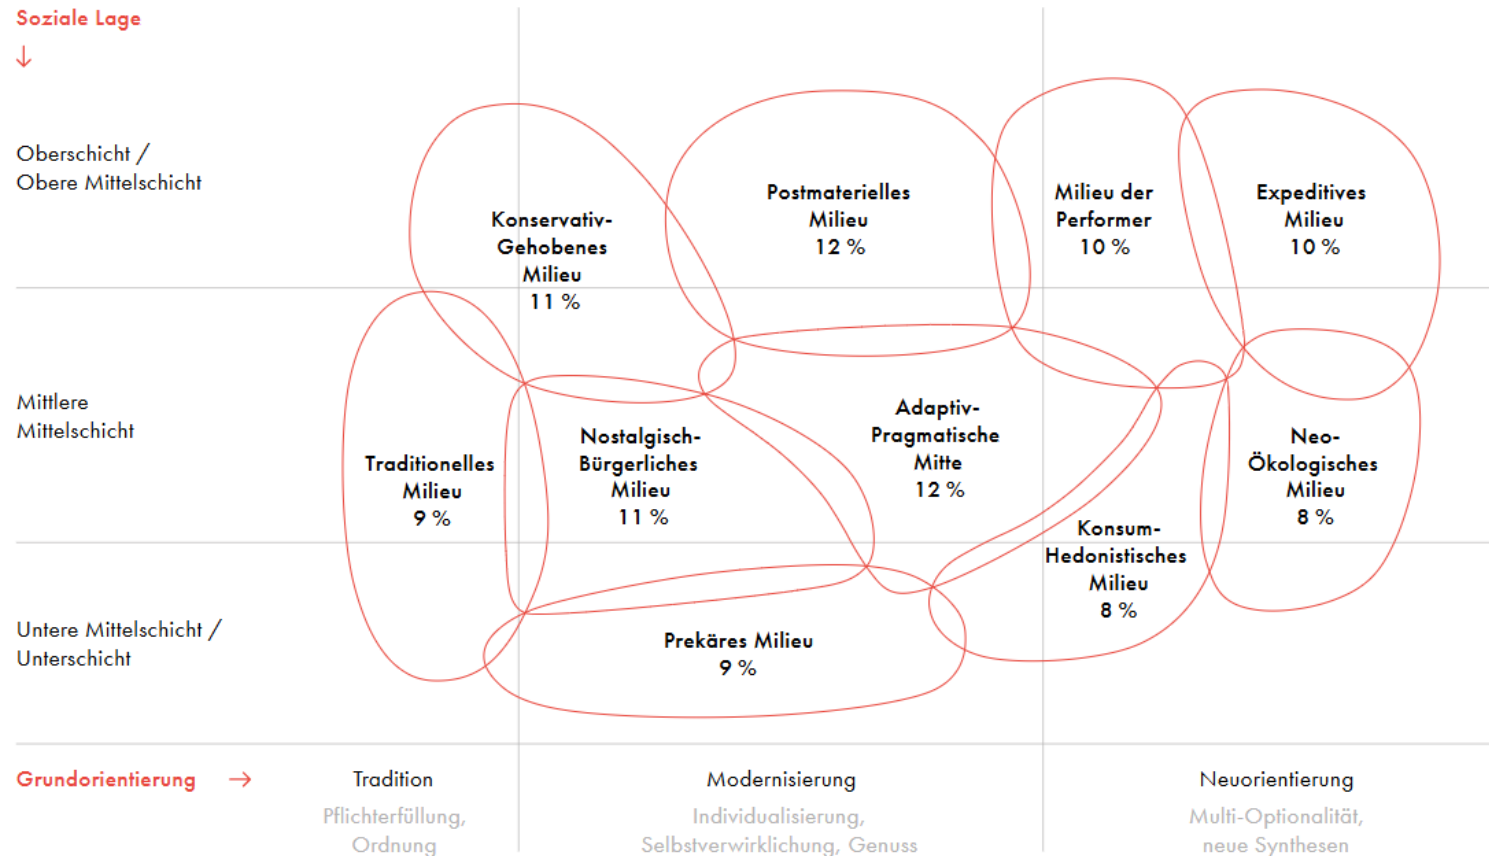 Soziale Lage
↓
Oberschicht /
Obere Mittelschicht
Konservativ-
Gehobenes
Milieu
11 %
Postmaterielles
Milieu
12 %
Milieu der
Performer
10 %
Expeditives
Milieu
10 %
Mittlere
Mittelschicht
Traditionelles
Milieu
9 %
Nostalgisch-
Bürgerliches
Milieu
11 %
Adaptiv-
Pragmatische
Mitte
12 %
Neo-
Ökologisches
Milieu
8 %
Konsum-
Hedonistisches
Milieu
8 %
Untere Mittelschicht /
Unterschicht
Prekäres Milieu
9 %
Grundorientierung →
Tradition
Pflichterfüllung,
Ordnung
Modernisierung
Individualisierung,
Selbstverwirklichung, Genuss
Neuorientierung
Multi-Optionalität,
neue Synthesen